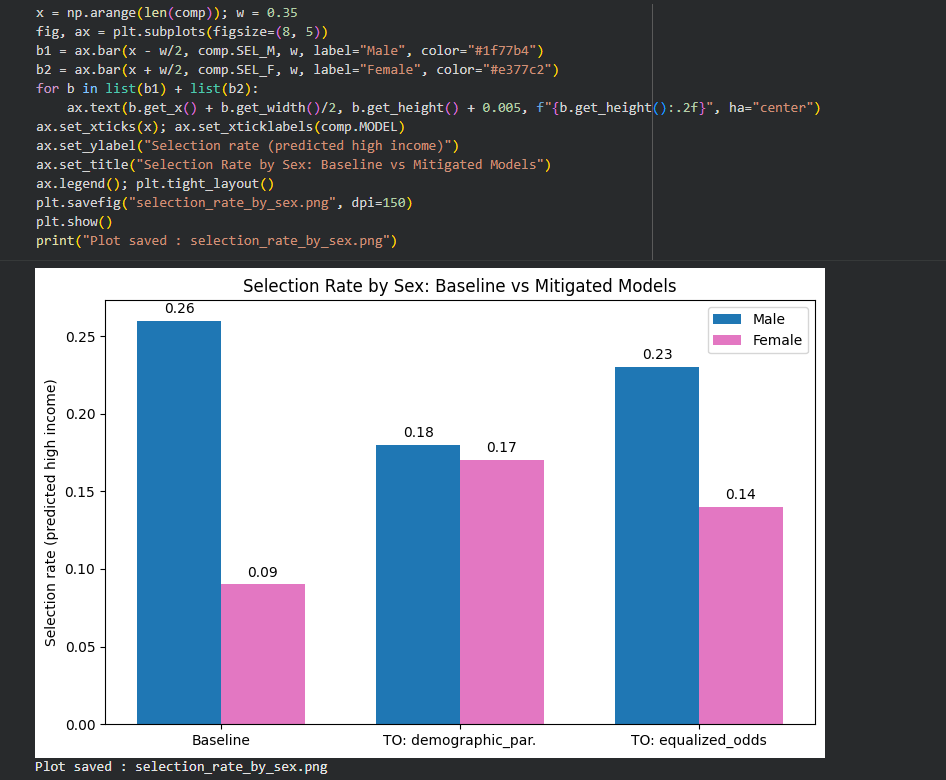 x = np.arange(len(comp)); w = 0.35
fig, ax = plt.subplots(figsize=(8, 5))
b1 = ax.bar(x - w/2, comp.SEL_M, w, label="Male", color="#1f77b4")
b2 = ax.bar(x + w/2, comp.SEL_F, w, label="Female", color="#e377c2")
for b in list(b1) + list(b2):
    ax.text(b.get_x() + b.get_width()/2, b.get_height() + 0.005, f"{b.get_height():.2f}", ha="center")
ax.set_xticks(x); ax.set_xticklabels(comp.MODEL)
ax.set_ylabel("Selection rate (predicted high income)")
ax.set_title("Selection Rate by Sex: Baseline vs Mitigated Models")
ax.legend(); plt.tight_layout()
plt.savefig("selection_rate_by_sex.png", dpi=150)
plt.show()
print("Plot saved : selection_rate_by_sex.png")
Selection Rate by Sex: Baseline vs Mitigated Models
Selection rate (predicted high income)
0.25
0.20
0.15
0.10
0.05
0.00
0.26
0.09
0.18
0.17
0.23
0.14
Male
Female
Baseline
TO: demographic_par.
TO: equalized_odds
Plot saved : selection_rate_by_sex.png